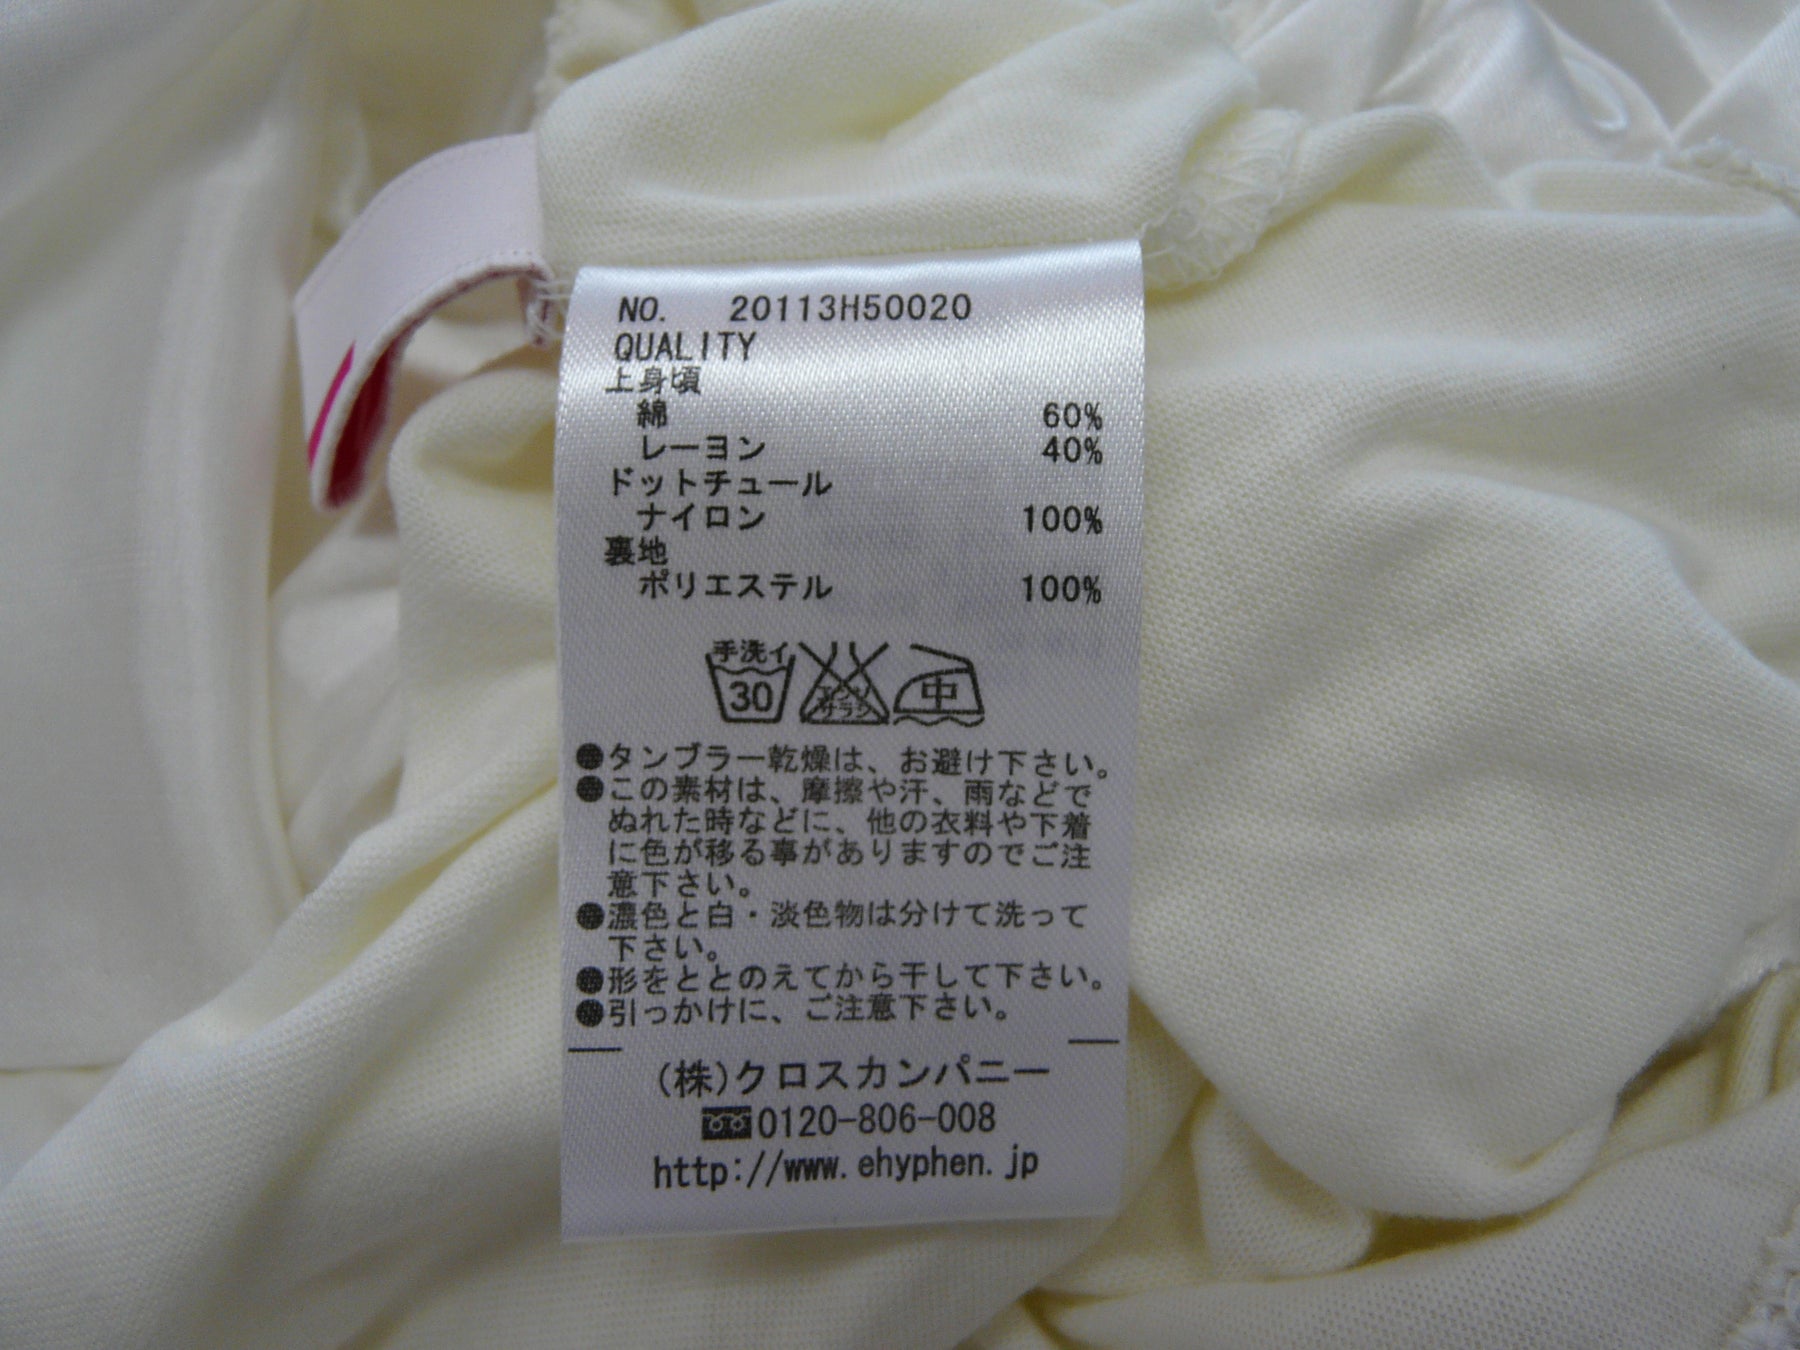 NO. 20113H50020
QUALITY
上身頃
綿 60%
レーヨン 40%
ドットチュール
ナイロン 100%
裏地
ポリエステル 100%
手洗イ
30
エンソ
サラシ
中
●タンブラー乾燥は、お避け下さい。
●この素材は、摩擦や汗、雨などで
ぬれた時などに、他の衣料や下着
に色が移る事がありますのでご注
意下さい。
●濃色と白・淡色物は分けて洗って
下さい。
●形をととのえてから干して下さい。
●引っかけに、ご注意下さい。
(株)クロスカンパニー
0120-806-008
http://www.ehyphen.jp